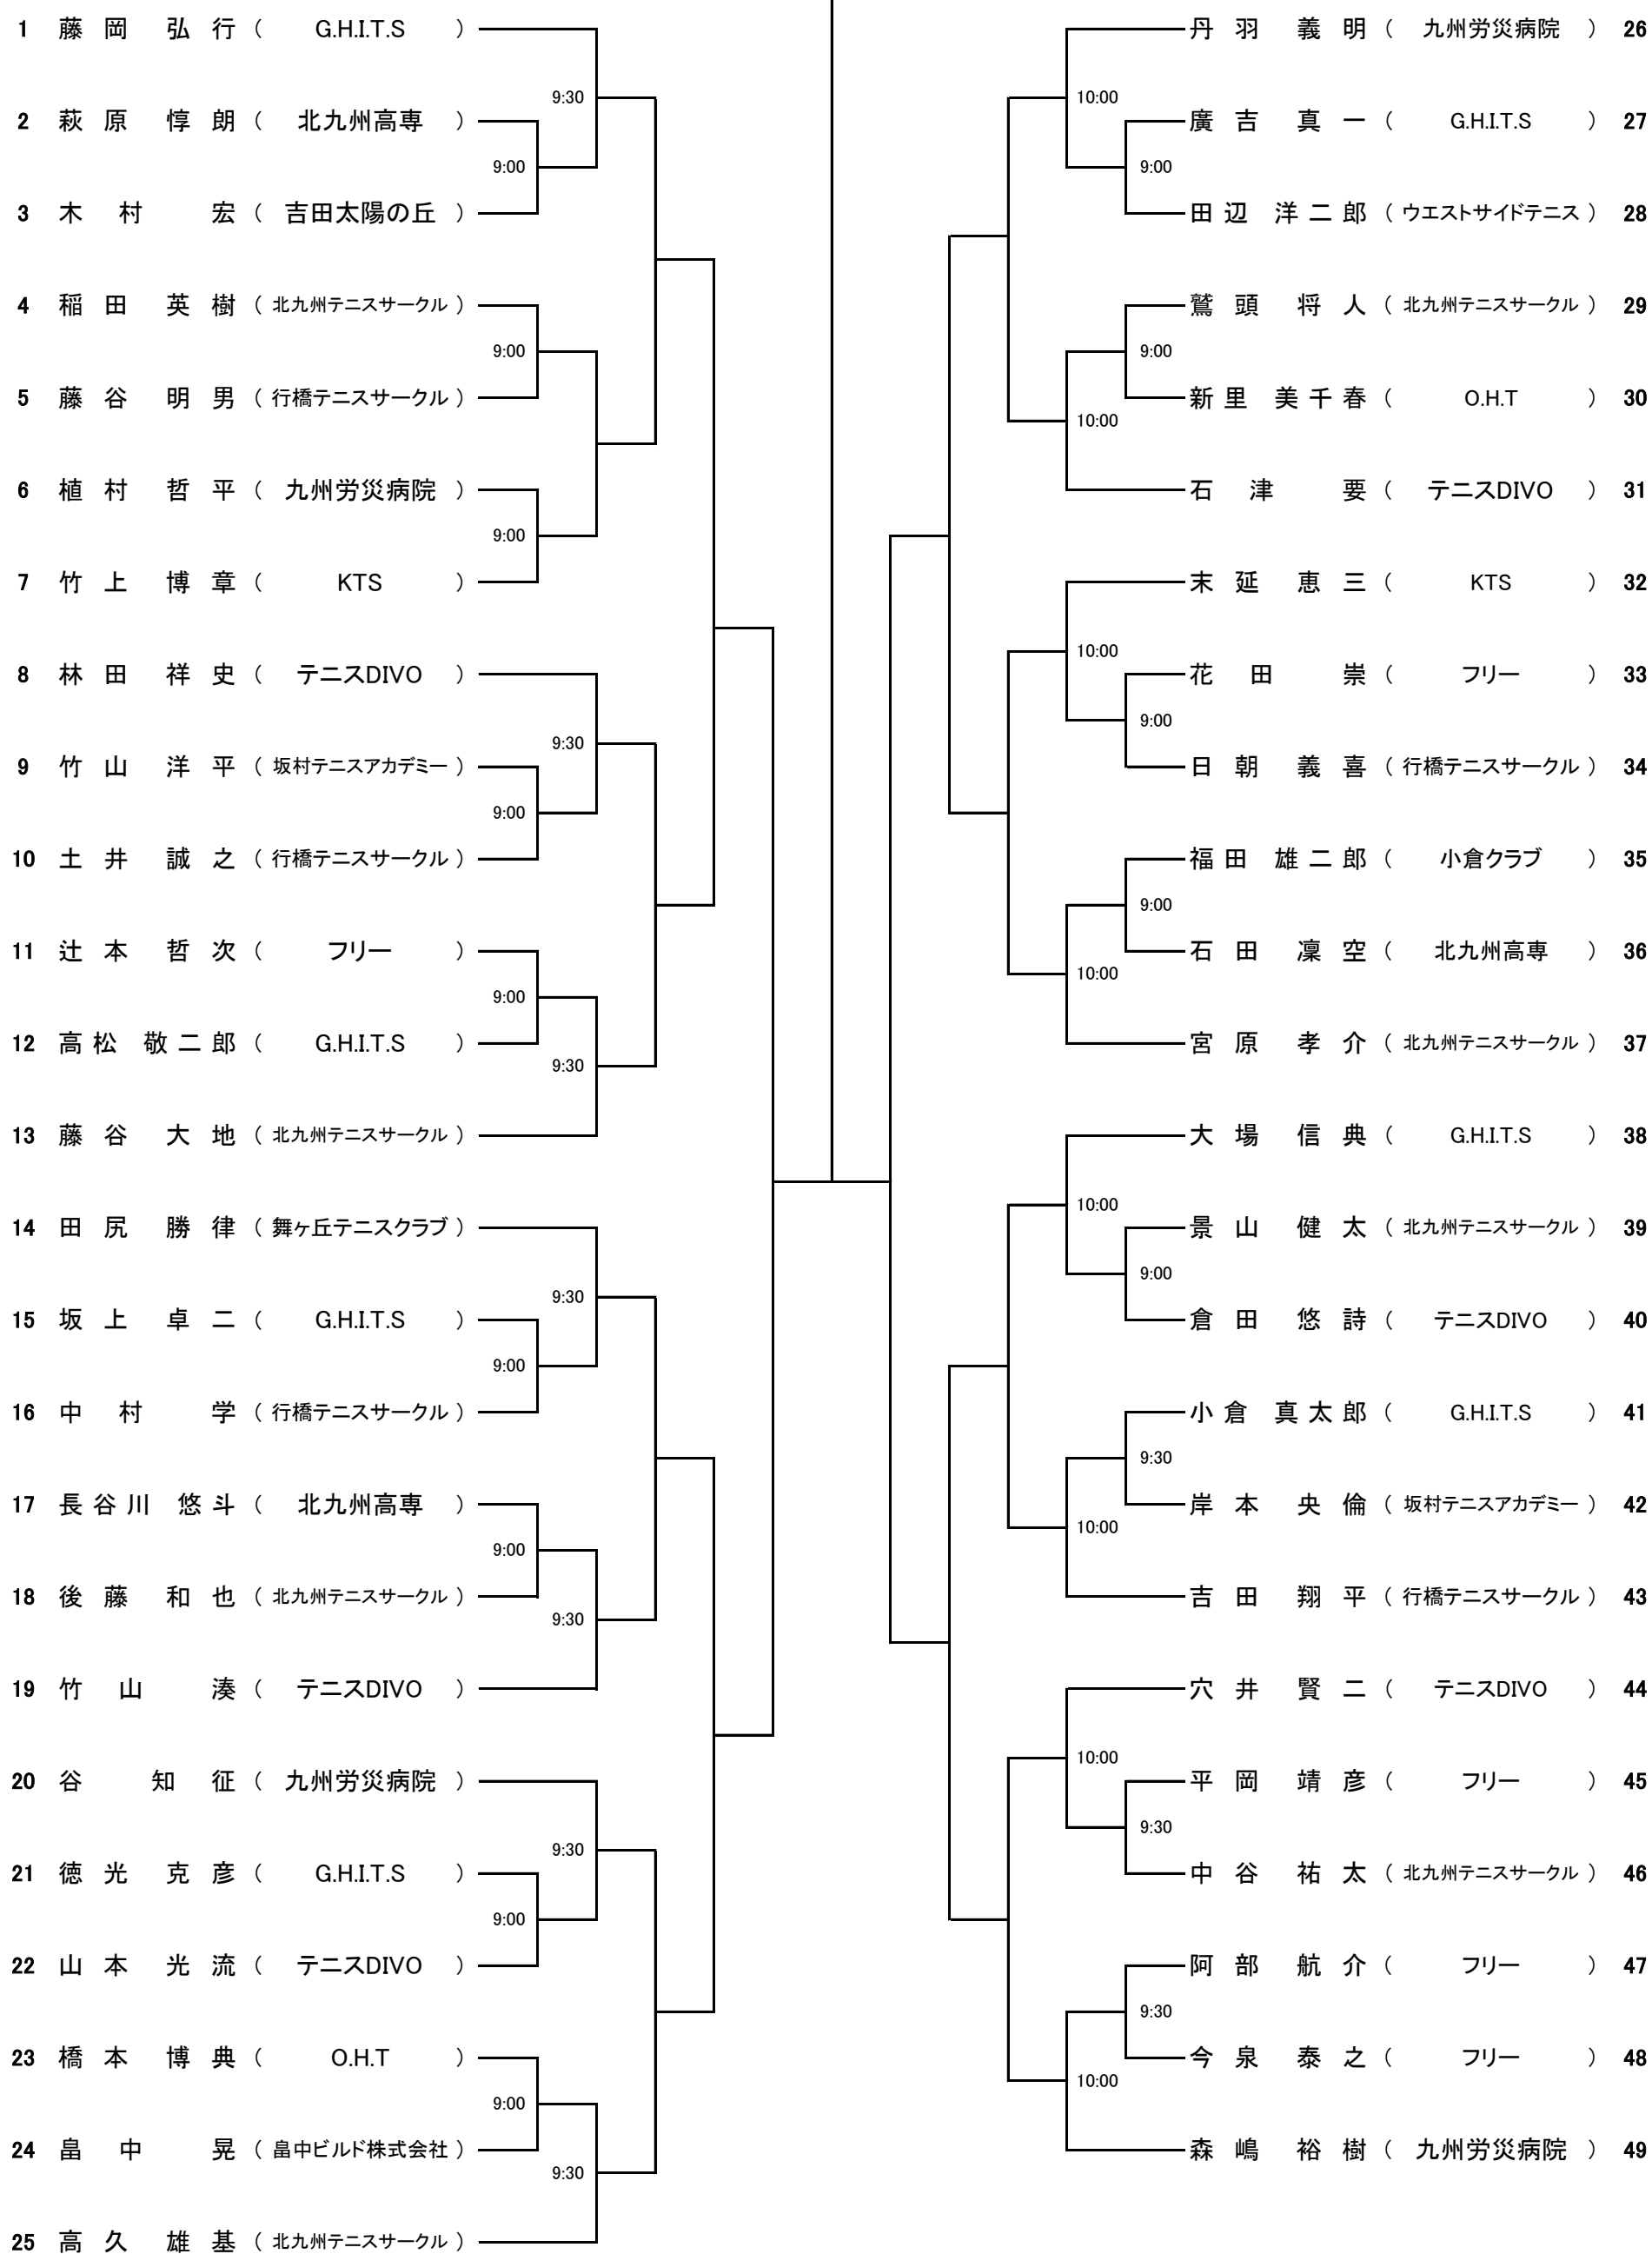 1 藤岡 弘行 ( G.H.I.T.S )
9:30
2 萩原 惇朗 ( 北九州高専 )
9:00
3 木村 宏 ( 吉田太陽の丘 )
4 稲田 英樹 ( 北九州テニスサークル )
9:00
5 藤谷 明男 ( 行橋テニスサークル )
6 植村 哲平 ( 九州労災病院 )
9:00
7 竹上 博章 ( KTS )
8 林田 祥史 ( テニスDIVO )
9:30
9 竹山 洋平 ( 坂村テニスアカデミー )
9:00
10 土井 誠之 ( 行橋テニスサークル )
11 辻本 哲次 ( フリー )
9:00
12 高松 敬二郎 ( G.H.I.T.S )
9:30
13 藤谷 大地 ( 北九州テニスサークル )
14 田尻 勝律 ( 舞ヶ丘テニスクラブ )
9:30
15 坂上 卓二 ( G.H.I.T.S )
9:00
16 中村 学 ( 行橋テニスサークル )
17 長谷川 悠斗 ( 北九州高専 )
9:00
18 後藤 和也 ( 北九州テニスサークル )
9:30
19 竹山 湊 ( テニスDIVO )
20 谷 知征 ( 九州労災病院 )
9:30
21 徳光 克彦 ( G.H.I.T.S )
9:00
22 山本 光流 ( テニスDIVO )
23 橋本 博典 ( O.H.T )
9:00
24 畠中 晃 ( 畠中ビルド株式会社 )
9:30
25 高久 雄基 ( 北九州テニスサークル )
丹羽 義明 ( 九州労災病院 ) 26
10:00
廣吉 真一 ( G.H.I.T.S ) 27
9:00
田辺 洋二郎 ( ウエストサイドテニス ) 28
鷲頭 将人 ( 北九州テニスサークル ) 29
9:00
新里 美千春 ( O.H.T ) 30
10:00
石津 要 ( テニスDIVO ) 31
末延 恵三 ( KTS ) 32
10:00
花田 崇 ( フリー ) 33
9:00
日朝 義喜 ( 行橋テニスサークル ) 34
福田 雄二郎 ( 小倉クラブ ) 35
9:00
石田 凜空 ( 北九州高専 ) 36
10:00
宮原 孝介 ( 北九州テニスサークル ) 37
大場 信典 ( G.H.I.T.S ) 38
10:00
景山 健太 ( 北九州テニスサークル ) 39
9:00
倉田 悠詩 ( テニスDIVO ) 40
小倉 真太郎 ( G.H.I.T.S ) 41
9:30
岸本 央倫 ( 坂村テニスアカデミー ) 42
10:00
吉田 翔平 ( 行橋テニスサークル ) 43
穴井 賢二 ( テニスDIVO ) 44
10:00
平岡 靖彦 ( フリー ) 45
9:30
中谷 祐太 ( 北九州テニスサークル ) 46
阿部 航介 ( フリー ) 47
9:30
今泉 泰之 ( フリー ) 48
10:00
森嶋 裕樹 ( 九州労災病院 ) 49